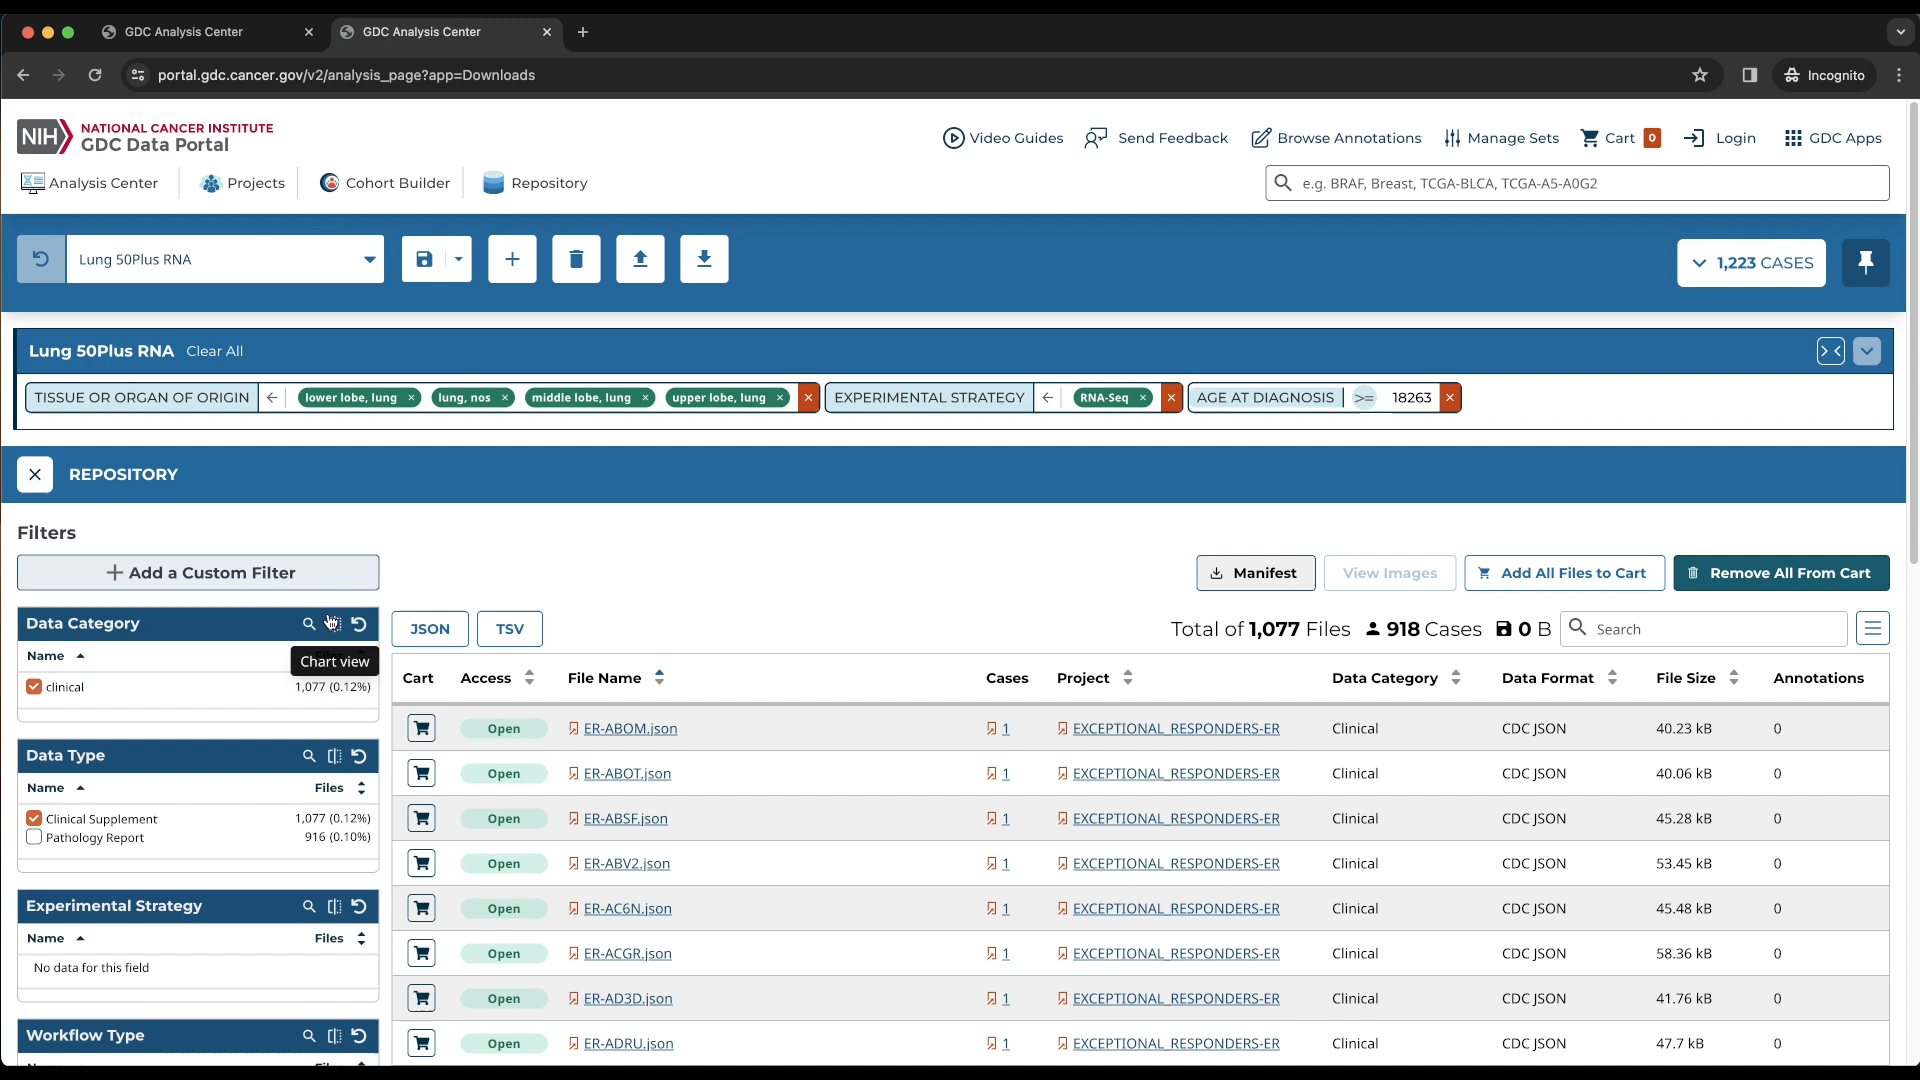 GDC Analysis Center
GDC Analysis Center
portal.gdc.cancer.gov/v2/analysis_page?app=Downloads
Incognito
NIH NATIONAL CANCER INSTITUTE
GDC Data Portal
Video Guides Send Feedback Browse Annotations Manage Sets Cart 0 Login GDC Apps
Analysis Center Projects Cohort Builder Repository
e.g. BRAF, Breast, TCGA-BLCA, TCGA-A5-A0G2
Lung 50Plus RNA
1,223 CASES
Lung 50Plus RNA Clear All
TISSUE OR ORGAN OF ORIGIN lower lobe, lung lung, nos middle lobe, lung upper lobe, lung EXPERIMENTAL STRATEGY RNA-Seq AGE AT DIAGNOSIS >= 18263
REPOSITORY
Filters
Add a Custom Filter
Manifest View Images Add All Files to Cart Remove All From Cart
Data Category
JSON TSV
Total of 1,077 Files 918 Cases 0 B Search
Name
Chart view
clinical 1,077 (0.12%)
Data Type
Name Files
Clinical Supplement 1,077 (0.12%)
Pathology Report 916 (0.10%)
Experimental Strategy
Name Files
No data for this field
Workflow Type
Cart Access File Name Cases Project Data Category Data Format File Size Annotations
Open ER-ABOM.json 1 EXCEPTIONAL_RESPONDERS-ER Clinical CDC JSON 40.23 kB 0
Open ER-ABOT.json 1 EXCEPTIONAL_RESPONDERS-ER Clinical CDC JSON 40.06 kB 0
Open ER-ABSF.json 1 EXCEPTIONAL_RESPONDERS-ER Clinical CDC JSON 45.28 kB 0
Open ER-ABV2.json 1 EXCEPTIONAL_RESPONDERS-ER Clinical CDC JSON 53.45 kB 0
Open ER-AC6N.json 1 EXCEPTIONAL_RESPONDERS-ER Clinical CDC JSON 45.48 kB 0
Open ER-ACGR.json 1 EXCEPTIONAL_RESPONDERS-ER Clinical CDC JSON 58.36 kB 0
Open ER-AD3D.json 1 EXCEPTIONAL_RESPONDERS-ER Clinical CDC JSON 41.76 kB 0
Open ER-ADRU.json 1 EXCEPTIONAL_RESPONDERS-ER Clinical CDC JSON 47.7 kB 0